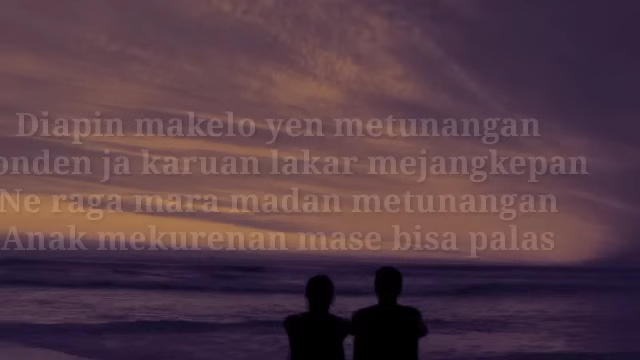 Diapin makelo yen metunangan
onden ja karuan lakar mejangkepan
Ne raga mara madan metunangan
Anak mekurenan mase bisa palas